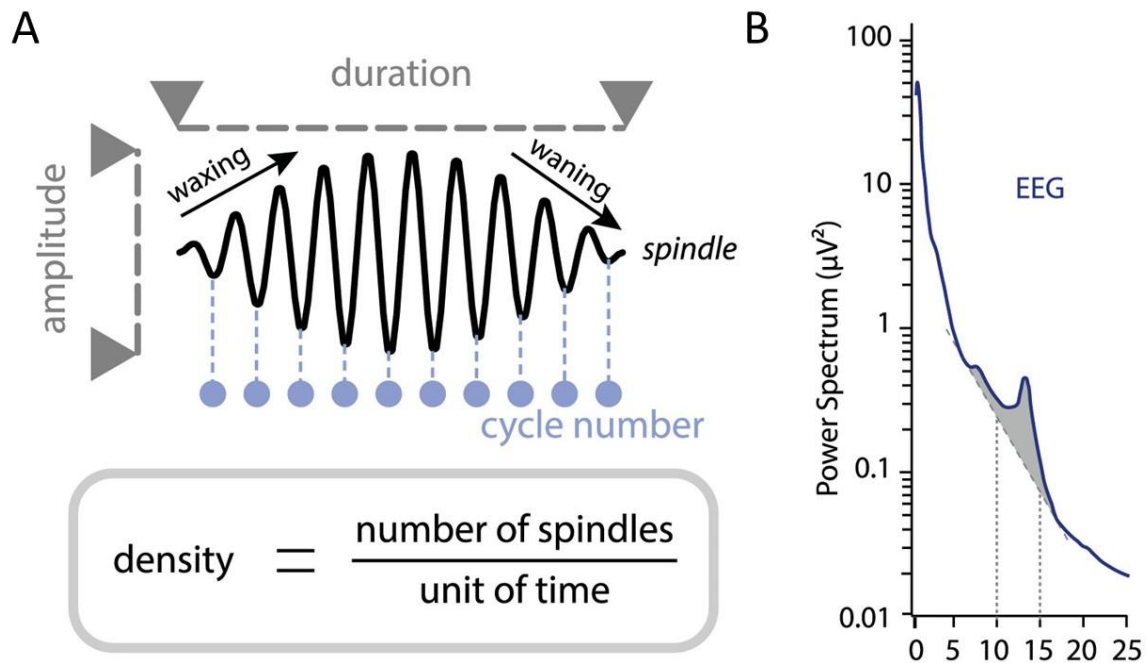 A
duration
amplitude
waxing
waning
spindle
cycle number
density = number of spindles
unit of time
B
Power Spectrum (µV²)
100
10
1
0.1
0.01
EEG
0 5 10 15 20 25